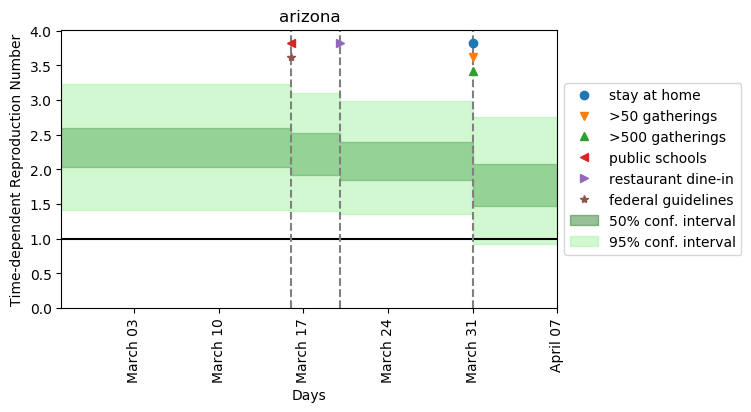 arizona
Time-dependent Reproduction Number
4.0
3.5
3.0
2.5
2.0
1.5
1.0
0.5
0.0
March 03
March 10
March 17
March 24
March 31
April 07
Days
stay at home
>50 gatherings
>500 gatherings
public schools
restaurant dine-in
federal guidelines
50% conf. interval
95% conf. interval